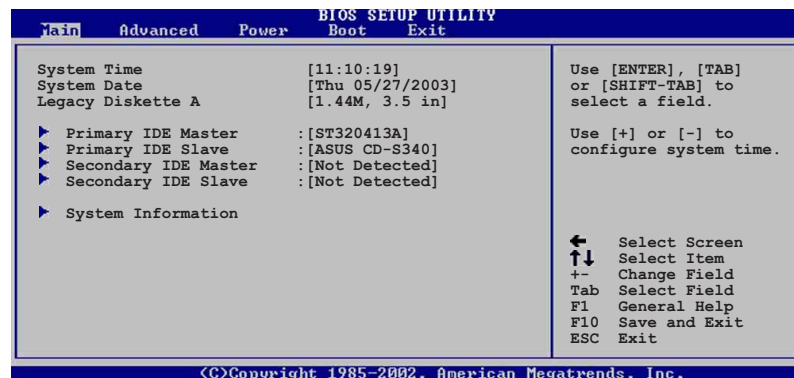 BIOS SETUP UTILITY
Main Advanced Power Boot Exit
System Time [11:10:19]
System Date [Thu 05/27/2003]
Legacy Diskette A [1.44M, 3.5 in]
Primary IDE Master :[ST320413A]
Primary IDE Slave :[ASUS CD-S340]
Secondary IDE Master :[Not Detected]
Secondary IDE Slave :[Not Detected]
System Information
Use [ENTER], [TAB]
or [SHIFT-TAB] to
select a field.
Use [+] or [-] to
configure system time.
← Select Screen
↑↓ Select Item
+- Change Field
Tab Select Field
F1 General Help
F10 Save and Exit
ESC Exit
(C)Copyright 1985-2002, American Megatrends, Inc.